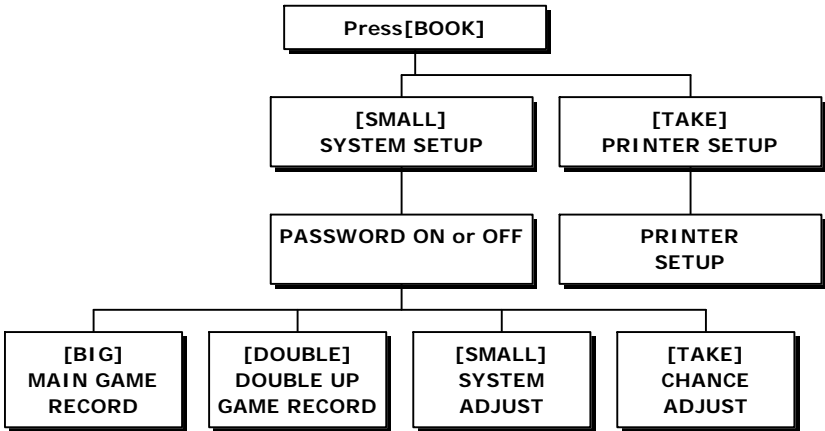 Press[BOOK]
[SMALL]
SYSTEM SETUP
[TAKE]
PRINTER SETUP
PASSWORD ON or OFF
PRINTER
SETUP
[BIG]
MAIN GAME
RECORD
[DOUBLE]
DOUBLE UP
GAME RECORD
[SMALL]
SYSTEM
ADJUST
[TAKE]
CHANCE
ADJUST